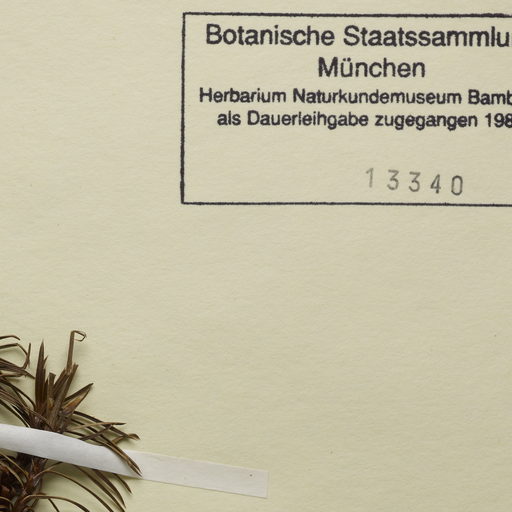 Botanische Staatssammlu
München
Herbarium Naturkundemuseum Bamb
als Dauerleihgabe zugegangen 198
13340